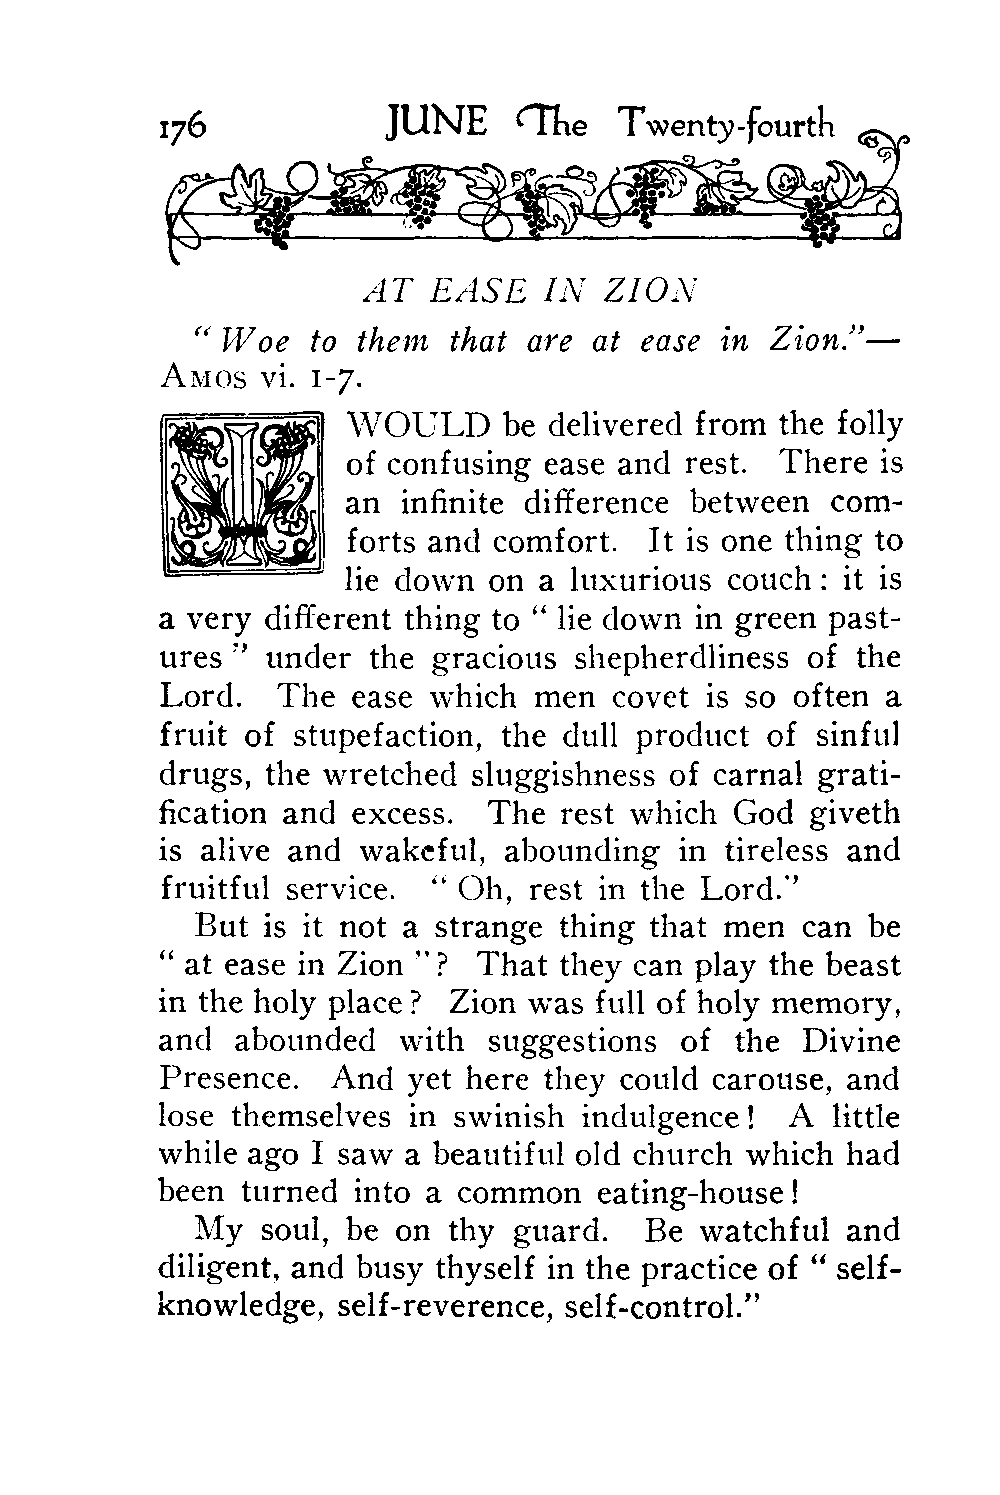 176 JUNE The Twenty-fourth
AT EASE IN ZION
" Woe to them that are at ease in Zion."—
AMOS vi. 1-7.
I WOULD be delivered from the folly
of confusing ease and rest. There is
an infinite difference between com-
forts and comfort. It is one thing to
lie down on a luxurious couch: it is
a very different thing to " lie down in green past-
ures " under the gracious shepherdliness of the
Lord. The ease which men covet is so often a
fruit of stupefaction, the dull product of sinful
drugs, the wretched sluggishness of carnal grati-
fication and excess. The rest which God giveth
is alive and wakeful, abounding in tireless and
fruitful service. " Oh, rest in the Lord."
But is it not a strange thing that men can be
" at ease in Zion "? That they can play the beast
in the holy place? Zion was full of holy memory,
and abounded with suggestions of the Divine
Presence. And yet here they could carouse, and
lose themselves in swinish indulgence! A little
while ago I saw a beautiful old church which had
been turned into a common eating-house!
My soul, be on thy guard. Be watchful and
diligent, and busy thyself in the practice of " self-
knowledge, self-reverence, self-control."